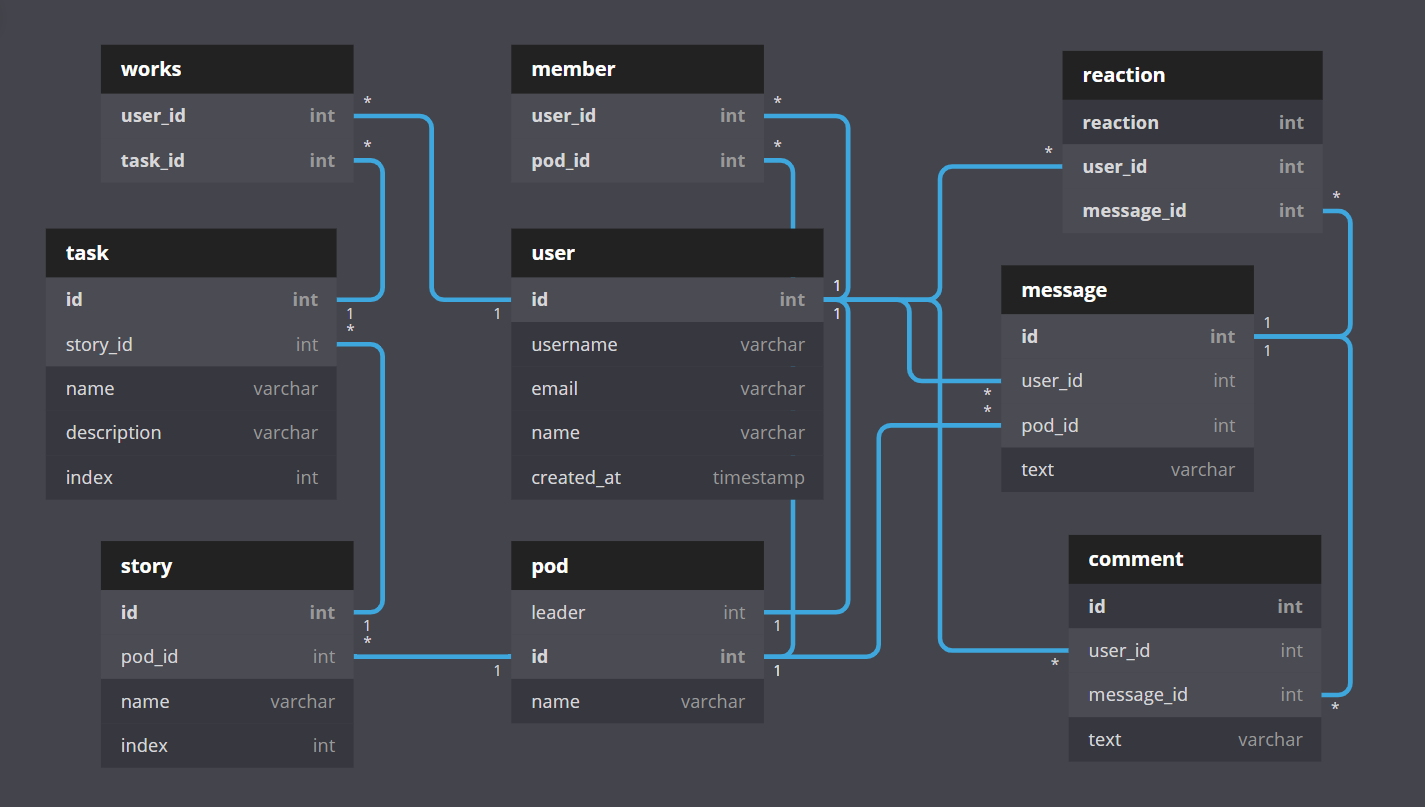 works
user_id int *
task_id int *
member
user_id int *
pod_id int *
reaction
reaction int
* user_id int
message_id int *
task
id int
1
* 
story_id int
name varchar
description varchar
index int
user
id int
1
1
1
username varchar
email varchar
name varchar
created_at timestamp
message
id int
1
1
user_id int
*
*
pod_id int
text varchar
story
id int
1
*
pod_id int
name varchar
index int
pod
leader int
1
id int
1
1
name varchar
comment
id int
user_id int
*
message_id int
*
text varchar